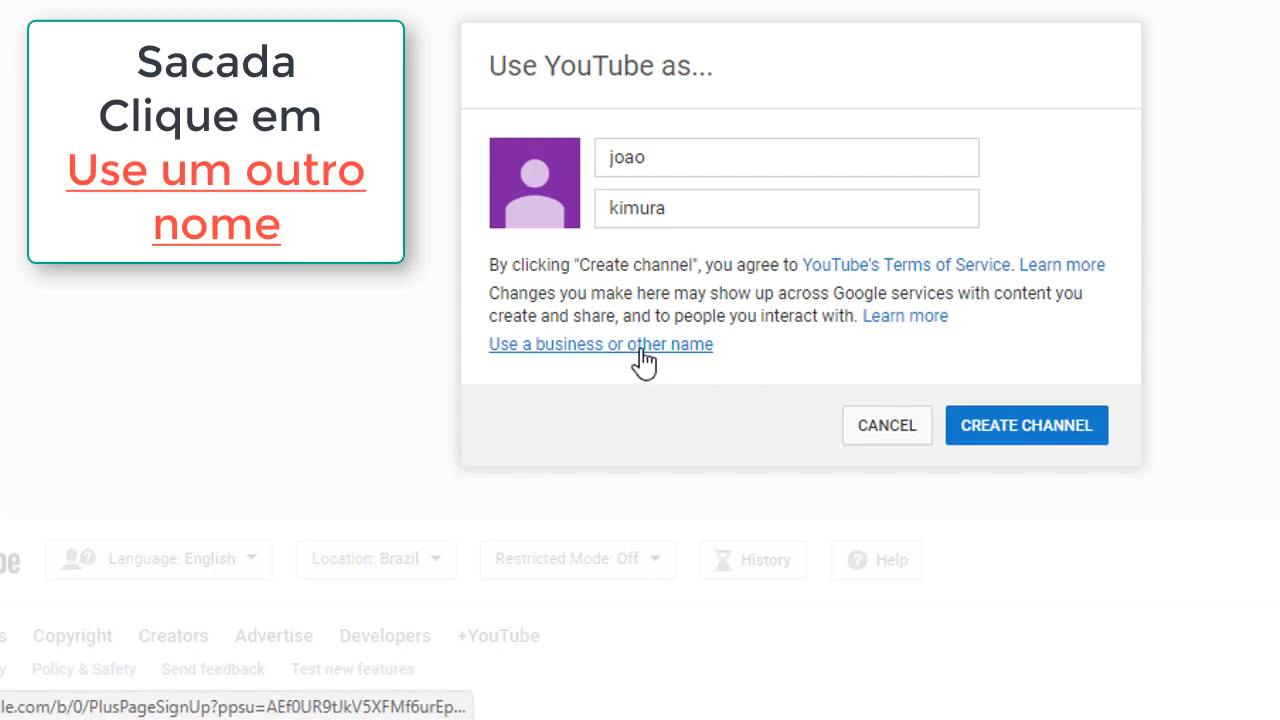 Sacada
Clique em
Use um outro
nome
Use YouTube as...
joao
kimura
By clicking "Create channel", you agree to YouTube's Terms of Service. Learn more
Changes you make here may show up across Google services with content you
create and share, and to people you interact with. Learn more
Use a business or other name
CANCEL
CREATE CHANNEL
Language: English
Location: Brazil
Restricted Mode: Off
History
Help
Copyright
Creators
Advertise
Developers
+YouTube
Policy & Safety
Send feedback
Test new features